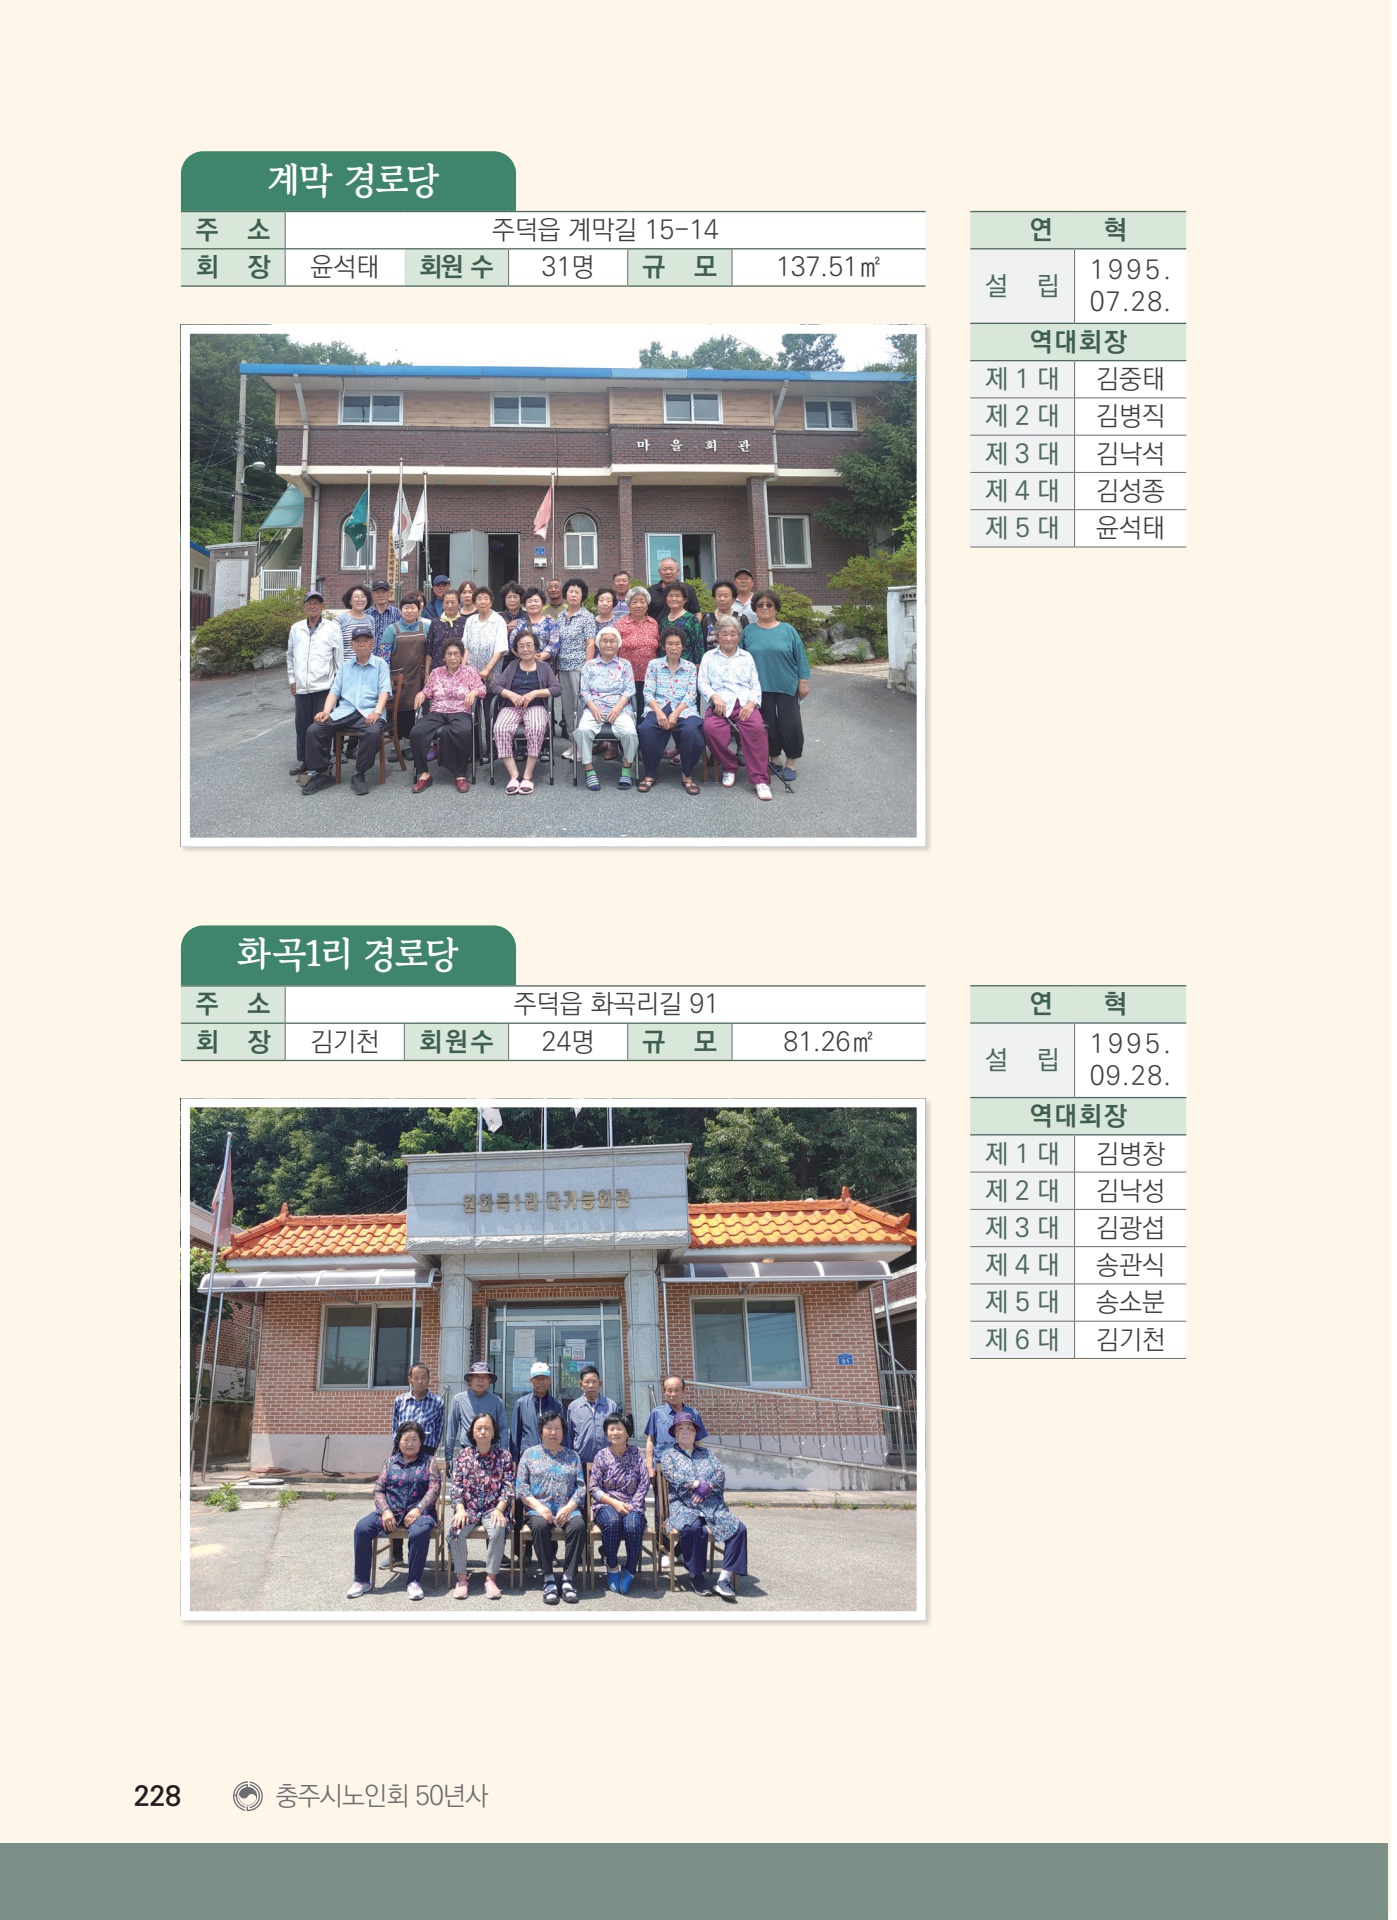 계막 경로당
주 소 주덕읍 계막길 15-14
회 장 윤석태 회원 수 31명 규 모 137.51㎡
연 혁
설 립 1995.
07.28.
역대회장
제 1 대 김중태
제 2 대 김병직
제 3 대 김낙석
제 4 대 김성종
제 5 대 윤석태
마 을 회 관
화곡1리 경로당
주 소 주덕읍 화곡리길 91
회 장 김기천 회원수 24명 규 모 81.26㎡
연 혁
설 립 1995.
09.28.
역대회장
제 1 대 김병창
제 2 대 김낙성
제 3 대 김광섭
제 4 대 송관식
제 5 대 송소분
제 6 대 김기천
원화곡1리 다기능회관
228 충주시노인회 50년사